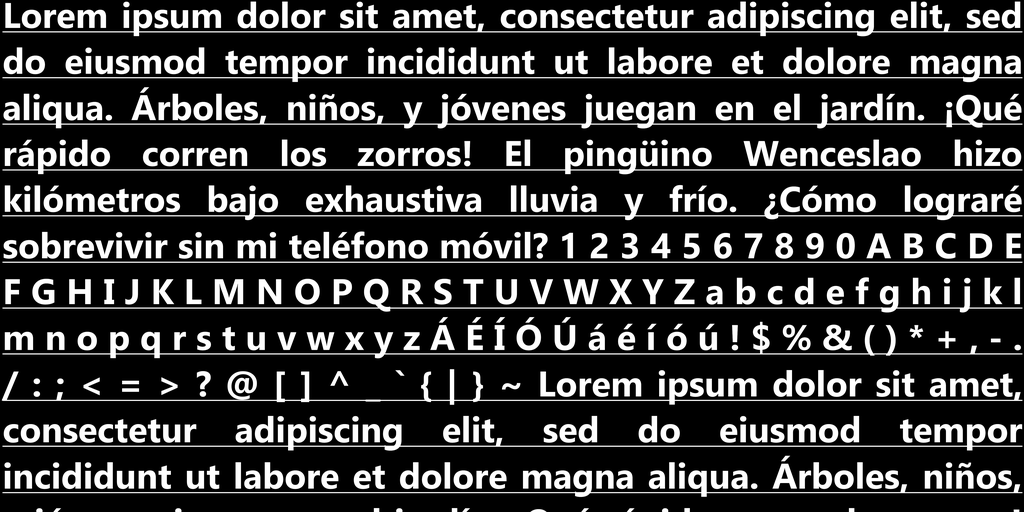 Lorem ipsum dolor sit amet, consectetur adipiscing elit, sed
do eiusmod tempor incididunt ut labore et dolore magna
aliqua. Árboles, niños, y jóvenes juegan en el jardín. ¡Qué
rápido corren los zorros! El pingüino Wenceslao hizo
kilómetros bajo exhaustiva lluvia y frío. ¿Cómo lograré
sobrevivir sin mi teléfono móvil? 1 2 3 4 5 6 7 8 9 0 A B C D E
F G H I J K L M N O P Q R S T U V W X Y Z a b c d e f g h i j k l
m n o p q r s t u v w x y z Á É Í Ó Ú á é í ó ú ! $ % & ( ) * + , - .
/ : ; < = > ? @ [ ] ^ _ ` { | } ~ Lorem ipsum dolor sit amet,
consectetur adipiscing elit, sed do eiusmod tempor
incididunt ut labore et dolore magna aliqua. Árboles, niños,